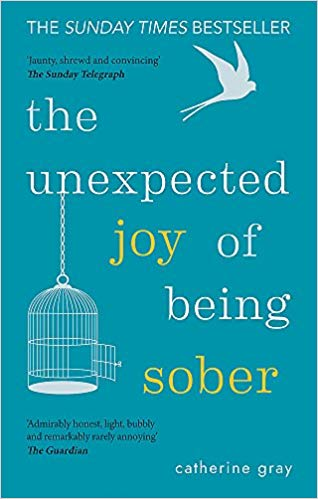 THE SUNDAY TIMES BESTSELLER
'Jaunty, shrewd and convincing'
The Sunday Telegraph
the
unexpected
joy of
being
sober
'Admirably honest, light, bubbly
and remarkably rarely annoying'
The Guardian
catherine gray